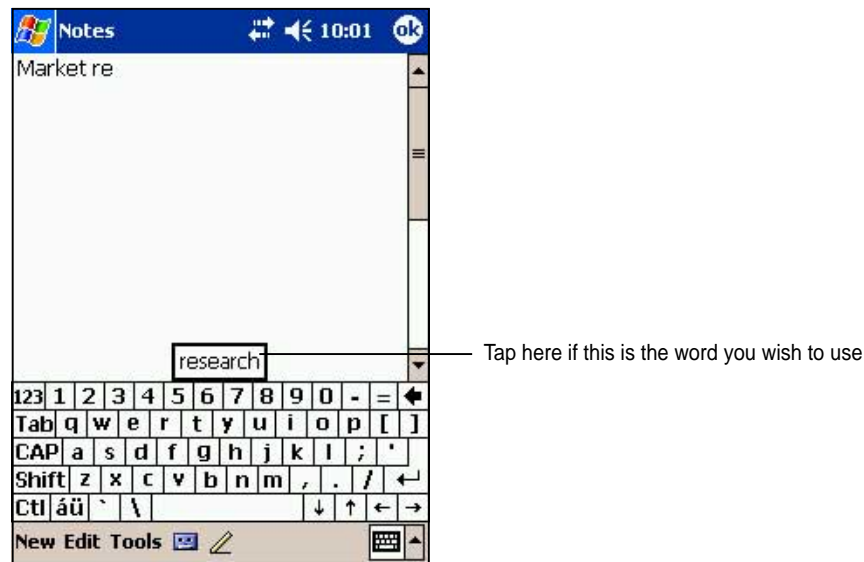 Notes 10:01 ok
Market re
research
Tap here if this is the word you wish to use
123 1 2 3 4 5 6 7 8 9 0 - = ←
Tab q w e r t y u i o p [ ]
CAP a s d f g h j k l ; '
Shift z x c v b n m , . / ↵
Ctl áü ` \ ↓ ↑ ← →
New Edit Tools